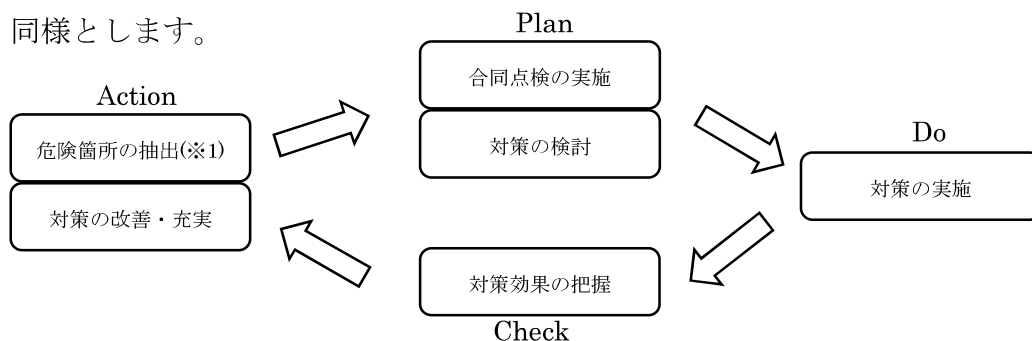 同様とします。
Plan
合同点検の実施
対策の検討
Action
危険箇所の抽出(※1)
対策の改善・充実
Do
対策の実施
対策効果の把握
Check